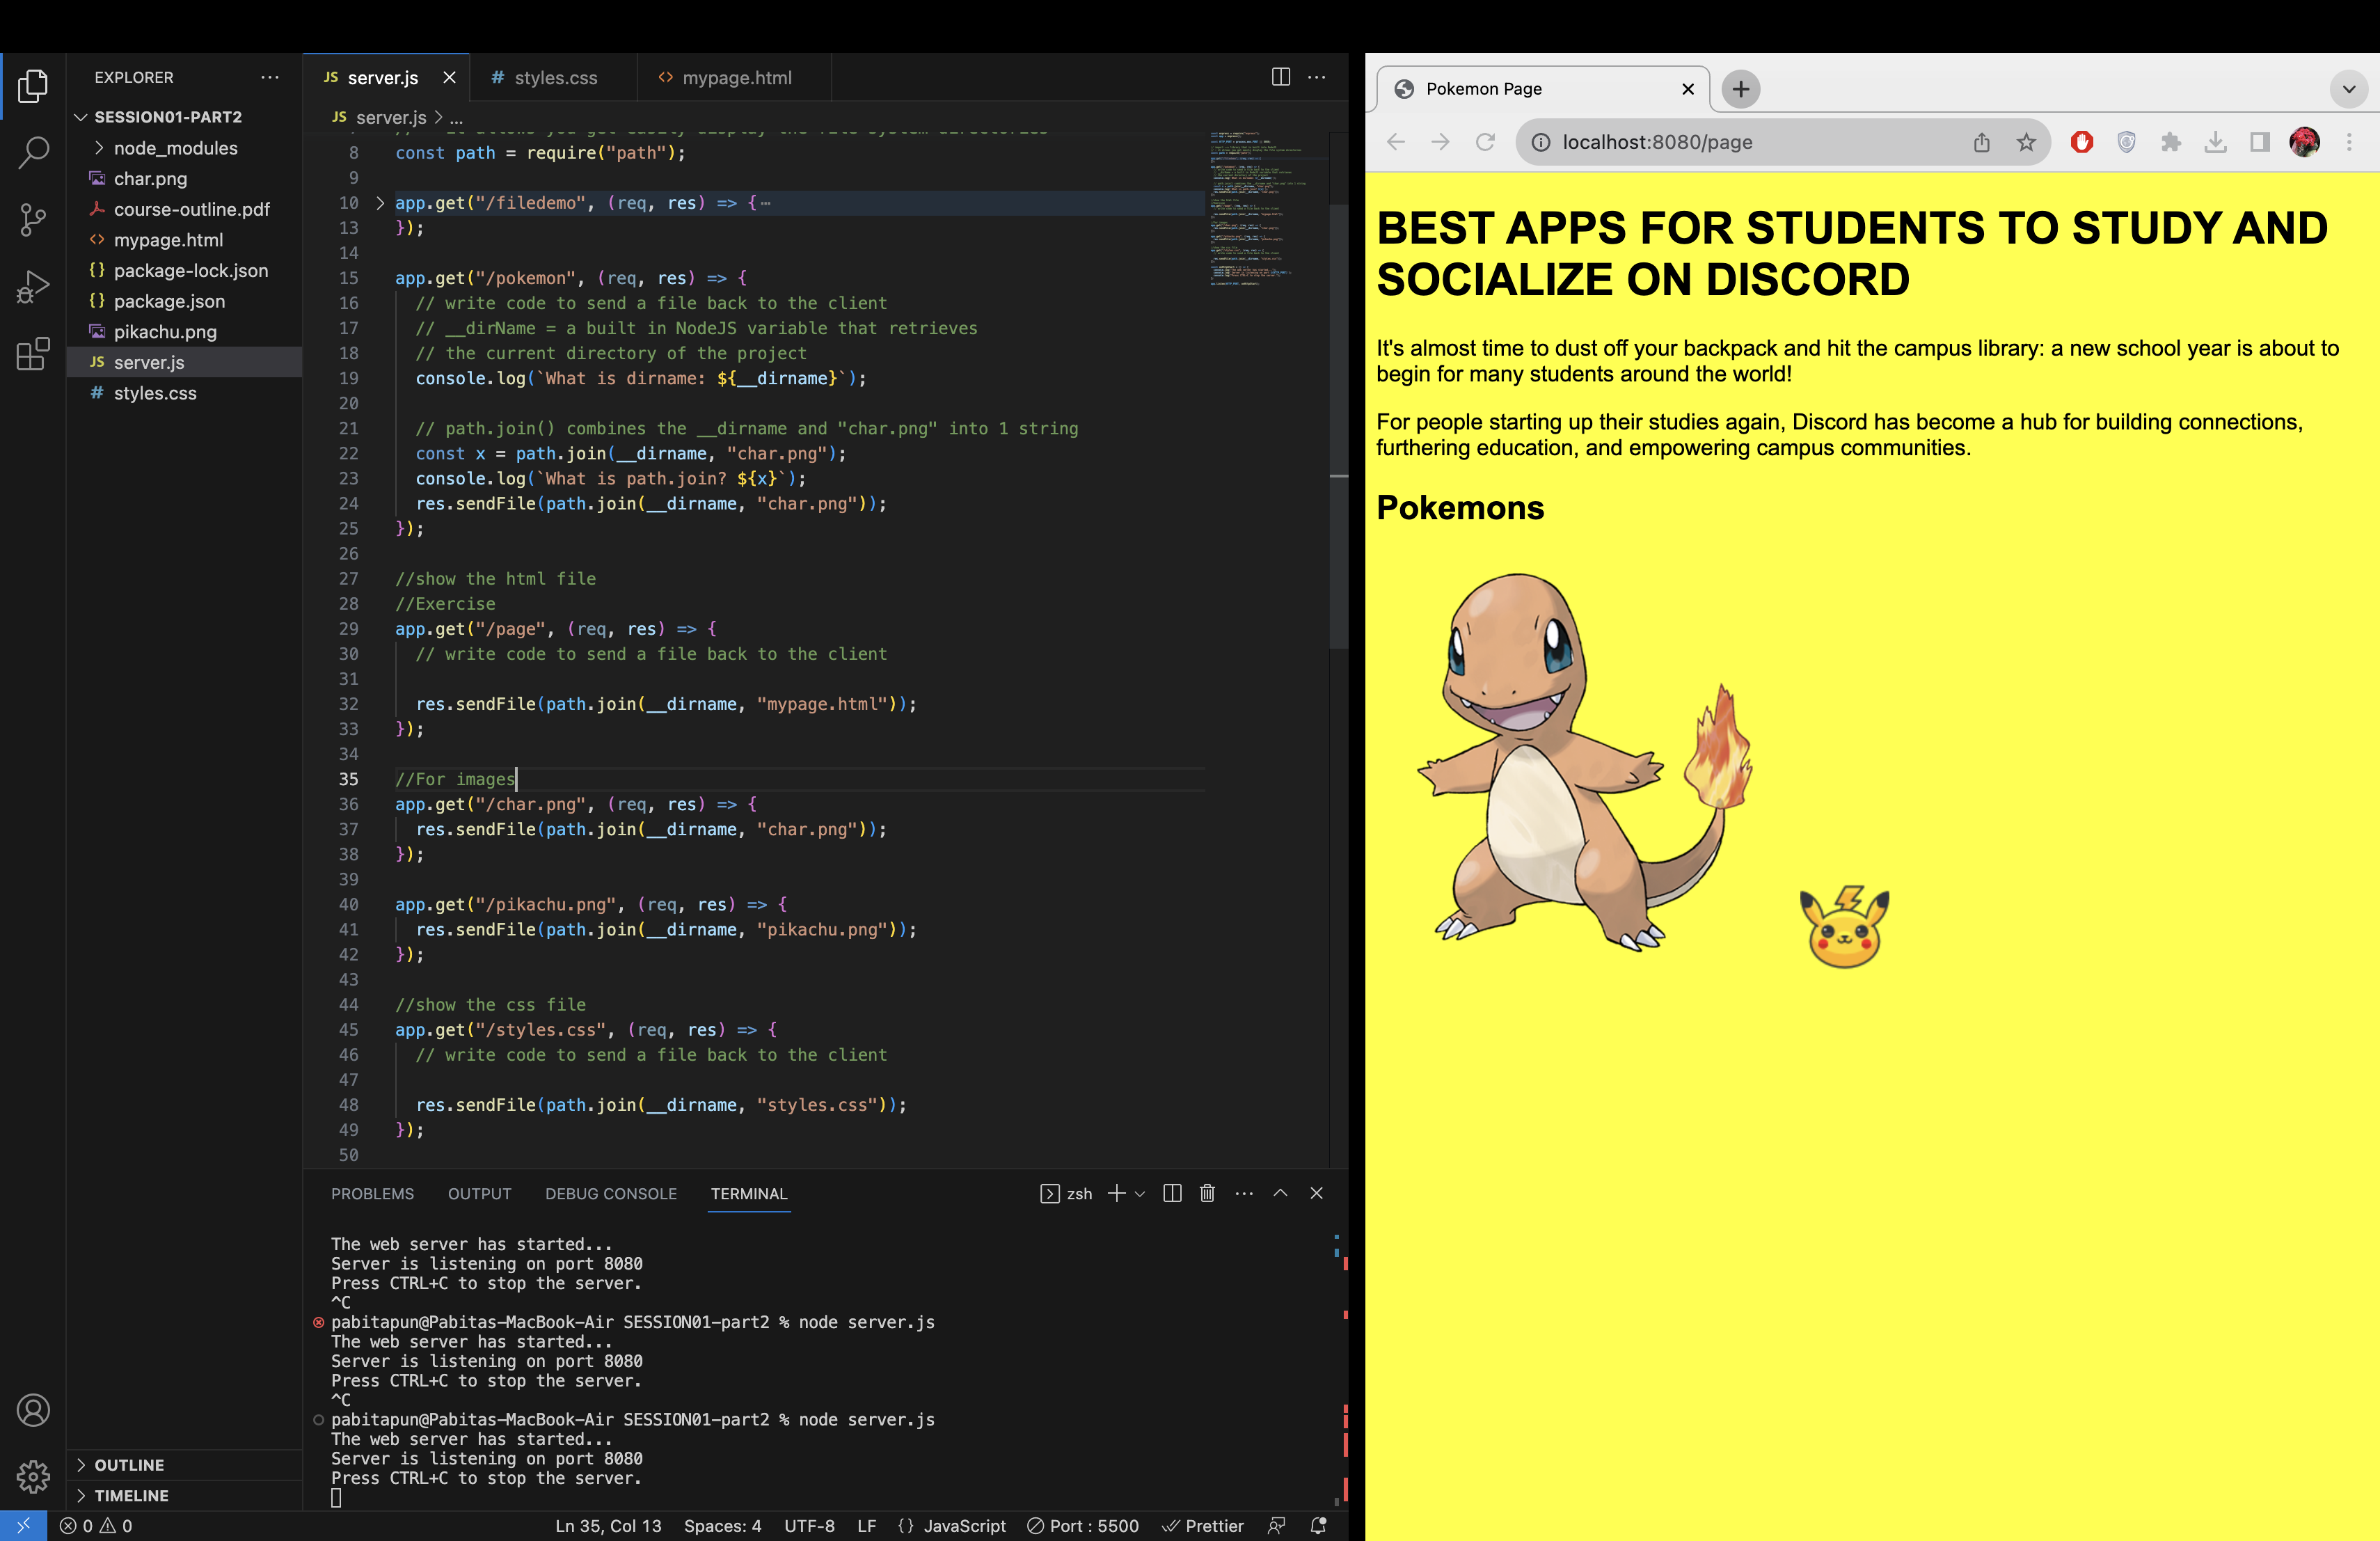 EXPLORER
SESSION01-PART2
node_modules
char.png
course-outline.pdf
mypage.html
package-lock.json
package.json
pikachu.png
JS server.js
# styles.css
OUTLINE
TIMELINE
JS server.js
# styles.css
<> mypage.html
JS server.js > ...
8 const path = require("path");
9
10 app.get("/filedemo", (req, res) => {
13 });
14
15 app.get("/pokemon", (req, res) => {
16 // write code to send a file back to the client
17 // __dirName = a built in NodeJS variable that retrieves
18 // the current directory of the project
19 console.log(`What is dirname: ${__dirname}`);
20
21 // path.join() combines the __dirname and "char.png" into 1 string
22 const x = path.join(__dirname, "char.png");
23 console.log(`What is path.join? ${x}`);
24 res.sendFile(path.join(__dirname, "char.png"));
25 });
26
27 //show the html file
28 //Exercise
29 app.get("/page", (req, res) => {
30 // write code to send a file back to the client
31
32 res.sendFile(path.join(__dirname, "mypage.html"));
33 });
34
35 //For images
36 app.get("/char.png", (req, res) => {
37 res.sendFile(path.join(__dirname, "char.png"));
38 });
39
40 app.get("/pikachu.png", (req, res) => {
41 res.sendFile(path.join(__dirname, "pikachu.png"));
42 });
43
44 //show the css file
45 app.get("/styles.css", (req, res) => {
46 // write code to send a file back to the client
47
48 res.sendFile(path.join(__dirname, "styles.css"));
49 });
50
PROBLEMS OUTPUT DEBUG CONSOLE TERMINAL
zsh
The web server has started...
Server is listening on port 8080
Press CTRL+C to stop the server.
^C
pabitapun@Pabitas-MacBook-Air SESSION01-part2 % node server.js
The web server has started...
Server is listening on port 8080
Press CTRL+C to stop the server.
^C
pabitapun@Pabitas-MacBook-Air SESSION01-part2 % node server.js
The web server has started...
Server is listening on port 8080
Press CTRL+C to stop the server.
0 0
Ln 35, Col 13 Spaces: 4 UTF-8 LF {} JavaScript Port : 5500 Prettier
Pokemon Page
localhost:8080/page
BEST APPS FOR STUDENTS TO STUDY AND
SOCIALIZE ON DISCORD
It's almost time to dust off your backpack and hit the campus library: a new school year is about to
begin for many students around the world!
For people starting up their studies again, Discord has become a hub for building connections,
furthering education, and empowering campus communities.
Pokemons